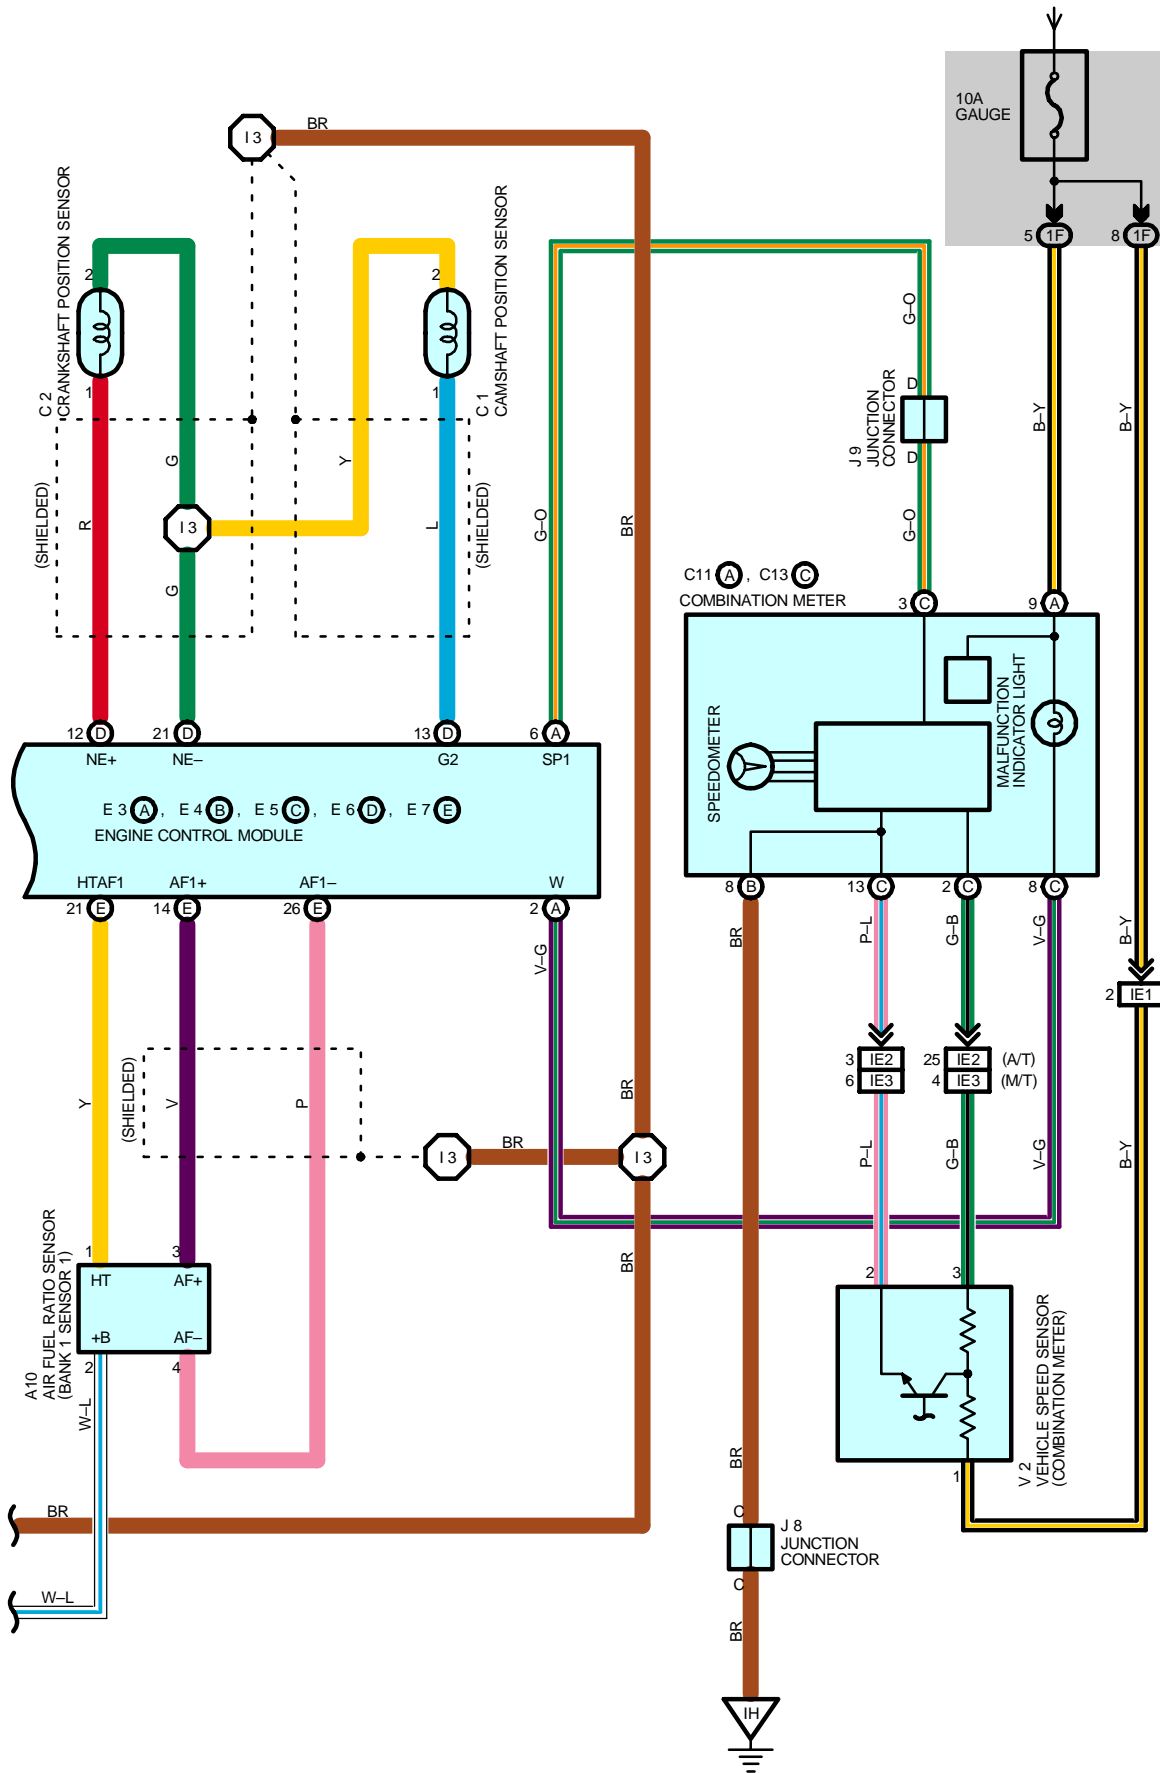 10A
GAUGE
5 1F
8 1F
I 3
BR
C 2
CRANKSHAFT POSITION SENSOR
2
1
C 1
CAMSHAFT POSITION SENSOR
2
1
(SHIELDED)
R
G
I 3
G
Y
L
(SHIELDED)
G–O
BR
G–O
D
J 9
JUNCTION
CONNECTOR
D
G–O
B–Y
B–Y
C11 A , C13 C
COMBINATION METER
3 C
9 A
SPEEDOMETER
MALFUNCTION
INDICATOR LIGHT
12 D
21 D
13 D
6 A
NE+
NE–
G2
SP1
E 3 A , E 4 B , E 5 C , E 6 D , E 7 E
ENGINE CONTROL MODULE
HTAF1
AF1+
AF1–
W
21 E
14 E
26 E
2 A
8 B
13 C
2 C
8 C
V–G
BR
P–L
G–B
V–G
B–Y
2 IE1
3 IE2
25 IE2 (A/T)
6 IE3
4 IE3 (M/T)
Y
(SHIELDED)
V
P
BR
I 3
BR
I 3
P–L
G–B
V–G
B–Y
BR
1
3
HT
AF+
+B
AF–
2
4
A10
AIR FUEL RATIO SENSOR
(BANK 1 SENSOR 1)
W–L
2
3
1
V 2
VEHICLE SPEED SENSOR
(COMBINATION METER)
BR
BR
C
J 8
JUNCTION
CONNECTOR
C
W–L
BR
IH